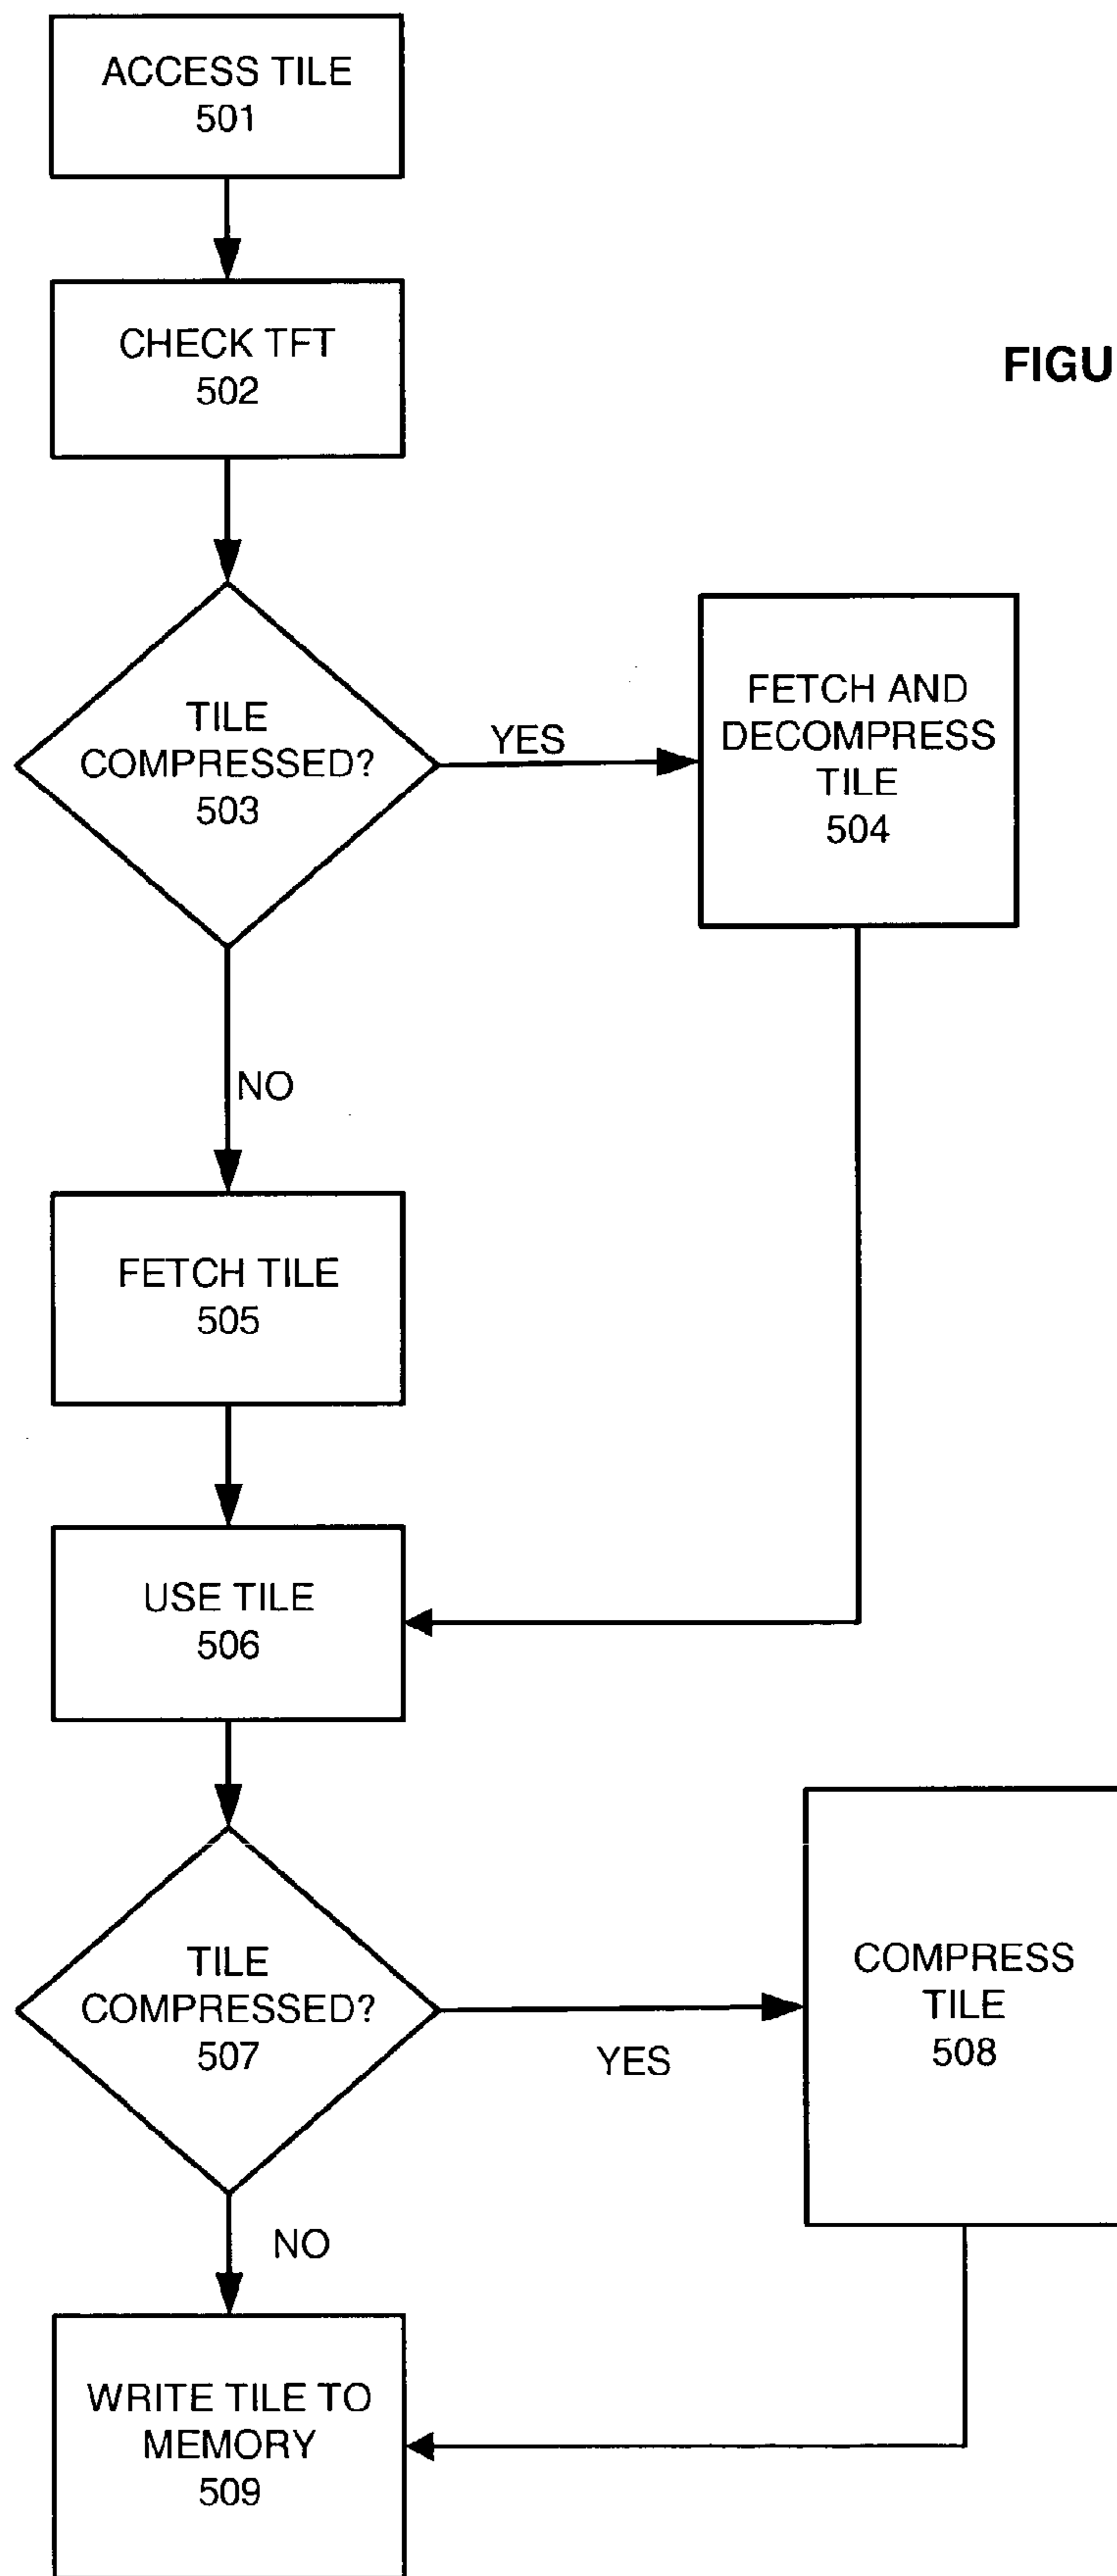 ACCESS TILE
501
CHECK TFT
502
FIGU
TILE
COMPRESSED?
503
YES
FETCH AND
DECOMPRESS
TILE
504
NO
FETCH TILE
505
USE TILE
506
TILE
COMPRESSED?
507
YES
COMPRESS
TILE
508
NO
WRITE TILE TO
MEMORY
509